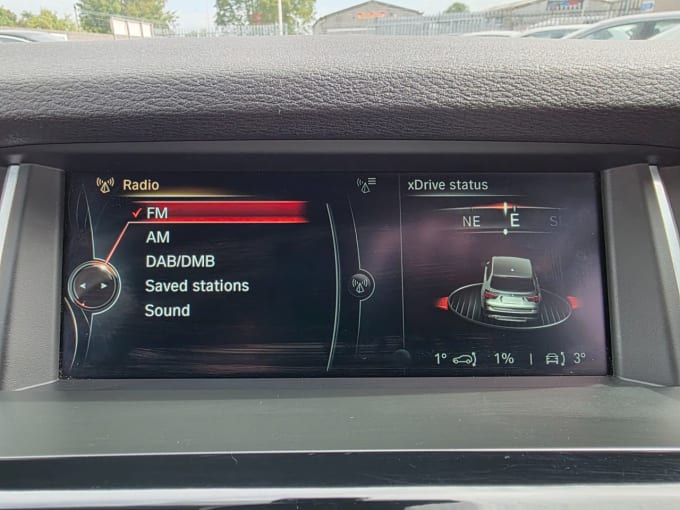 Radio
FM
AM
DAB/DMB
Saved stations
Sound
xDrive status
NE E S
1° 1% | 3°